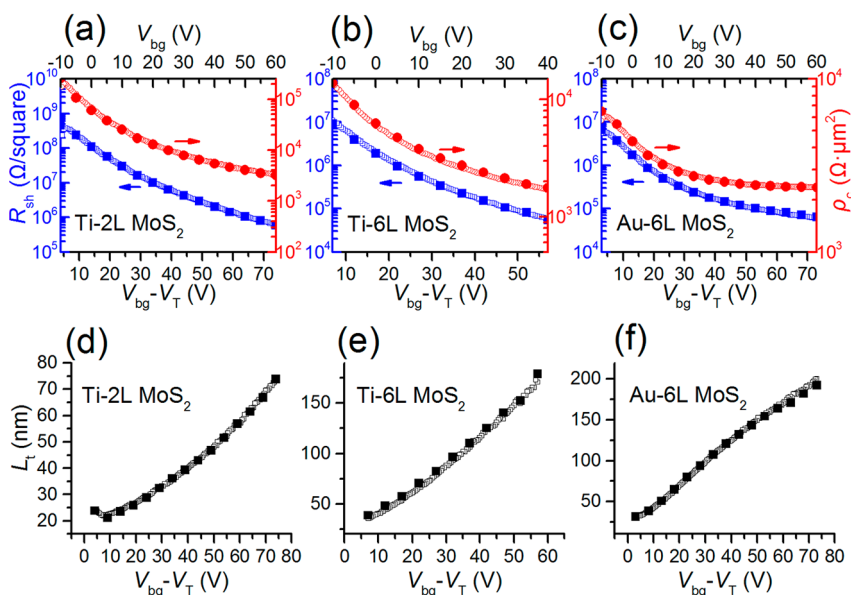 (a) V_bg (V) (b) V_bg (V) (c) V_bg (V)
-10 0 10 20 30 40 50 60 -10 0 10 20 30 40 -10 0 10 20 30 40 50 60
R_sh (Ω/square)
10^10 10^9 10^8 10^7 10^6 10^5
10^5 10^4 10^3 10^2
Ti-2L MoS_2
10 20 30 40 50 60 70
V_bg-V_T (V)
10^8 10^7 10^6 10^5 10^4
10^4 10^3
Ti-6L MoS_2
10 20 30 40 50
V_bg-V_T (V)
10^8 10^7 10^6 10^5 10^4
10^4 10^3
ρ_c (Ω·μm²)
Au-6L MoS_2
10 20 30 40 50 60 70
V_bg-V_T (V)
(d) (e) (f)
L_t (nm)
80 70 60 50 40 30 20
Ti-2L MoS_2
0 10 20 30 40 50 60 70 80
V_bg-V_T (V)
150 100 50
Ti-6L MoS_2
0 10 20 30 40 50 60
V_bg-V_T (V)
200 150 100 50
Au-6L MoS_2
0 10 20 30 40 50 60 70
V_bg-V_T (V)